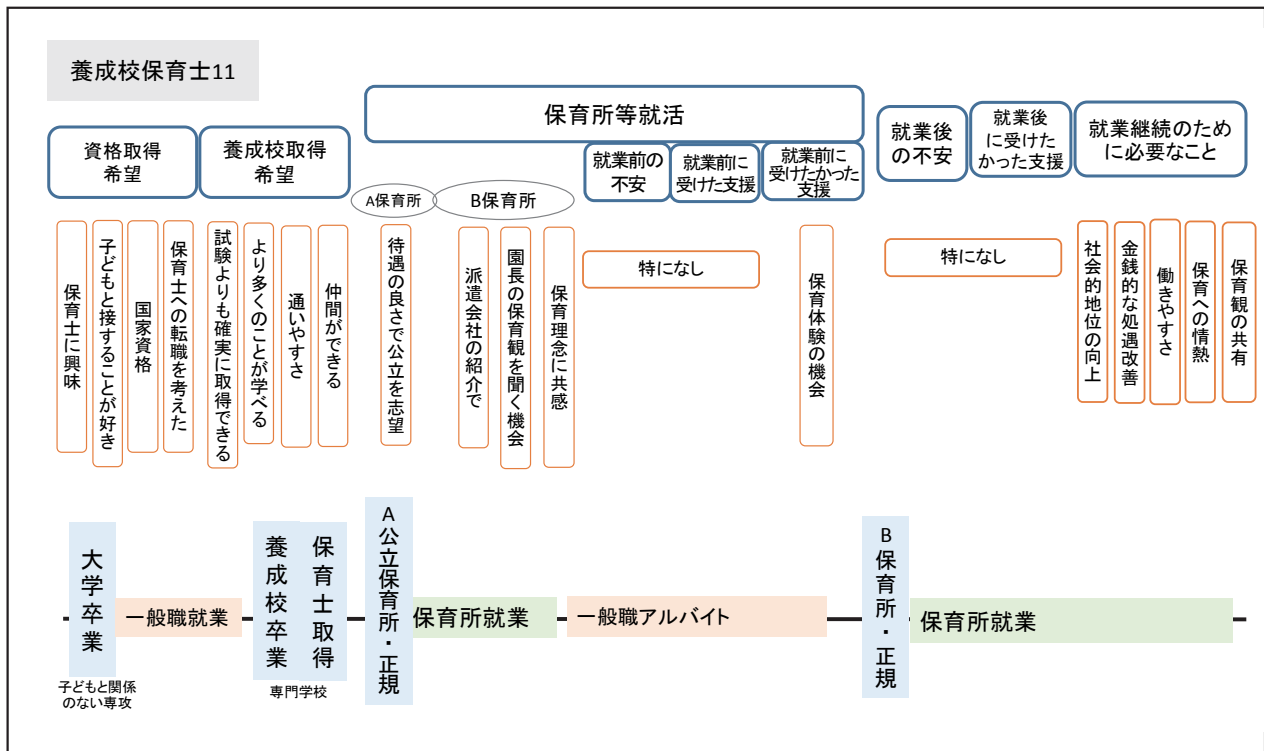 養成校保育士11
資格取得
希望
養成校取得
希望
保育所等就活
就業前の
不安
就業前に
受けた支援
就業前に
受けたかった
支援
就業後
の不安
就業後
に受けた
かった支援
就業継続のため
に必要なこと
A保育所
B保育所
保育士に興味
子どもと接することが好き
国家資格
保育士への転職を考えた
試験よりも確実に取得できる
より多くのことが学べる
通いやすさ
仲間ができる
待遇の良さで公立を志望
派遣会社の紹介で
園長の保育観を聞く機会
保育理念に共感
特になし
保育体験の機会
特になし
社会的地位の向上
金銭的な処遇改善
働きやすさ
保育への情熱
保育観の共有
大学卒業
一般職就業
養成校卒業
保育士取得
A公立保育所・正規
保育所就業
一般職アルバイト
B保育所・正規
保育所就業
子どもと関係
のない専攻
専門学校